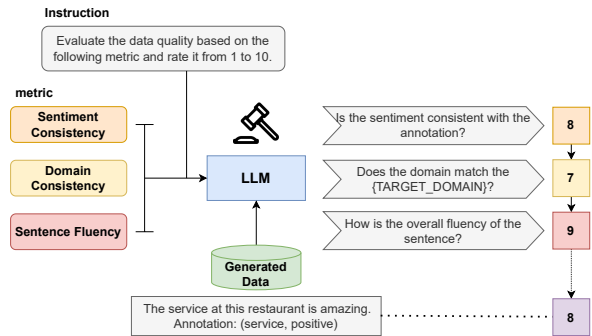 Instruction
Evaluate the data quality based on the
following metric and rate it from 1 to 10.
metric
Sentiment
Consistency
Domain
Consistency
Sentence Fluency
LLM
Generated
Data
Is the sentiment consistent with the
annotation?
8
Does the domain match the
{TARGET_DOMAIN}?
7
How is the overall fluency of the
sentence?
9
The service at this restaurant is amazing.
Annotation: (service, positive)
8